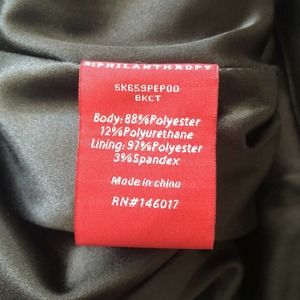 PHILANTHROPY
SK659PEP00
BKCT
Body: 88%Polyester
12%Polyurethane
Lining: 97%Polyester
3%Spandex
Made in china
RN#146017